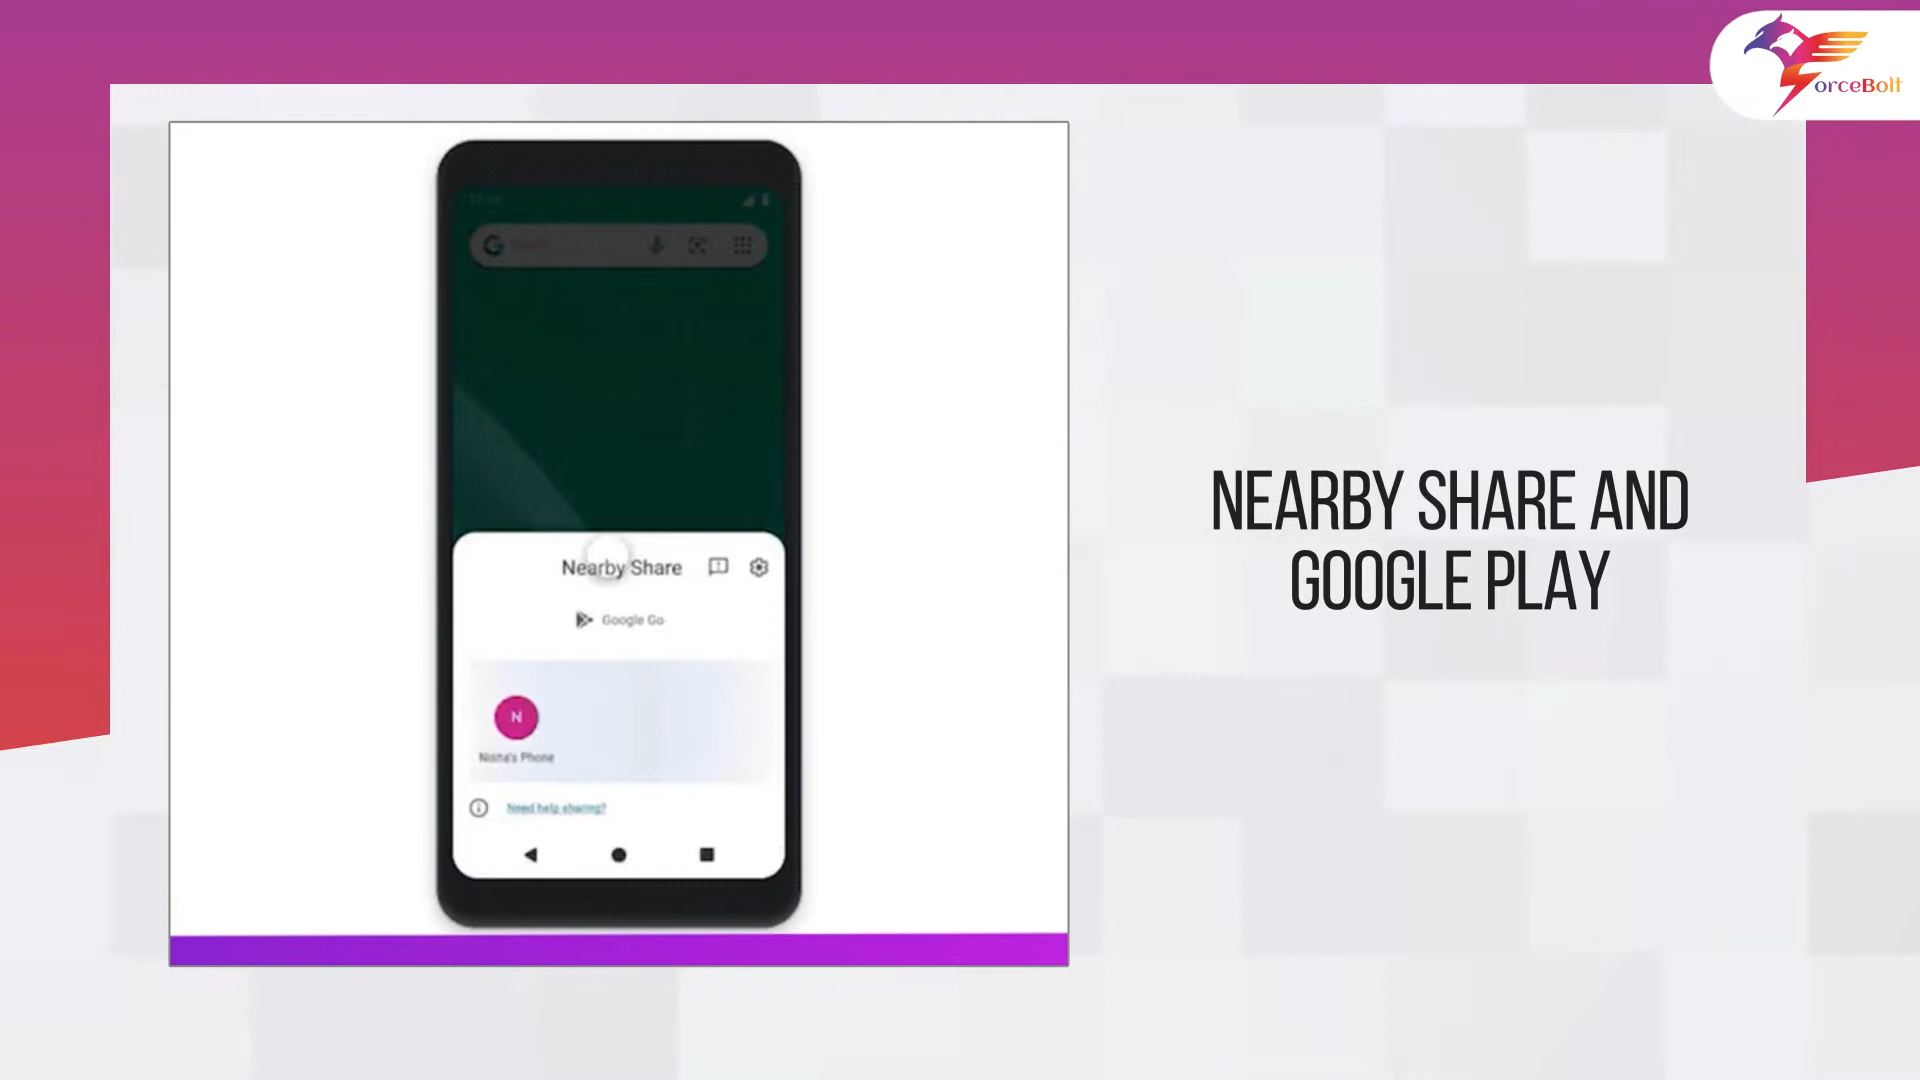 orceBolt
Nearby Share
Google Go
N
Nisha's Phone
Need help sharing?
NEARBY SHARE AND
GOOGLE PLAY